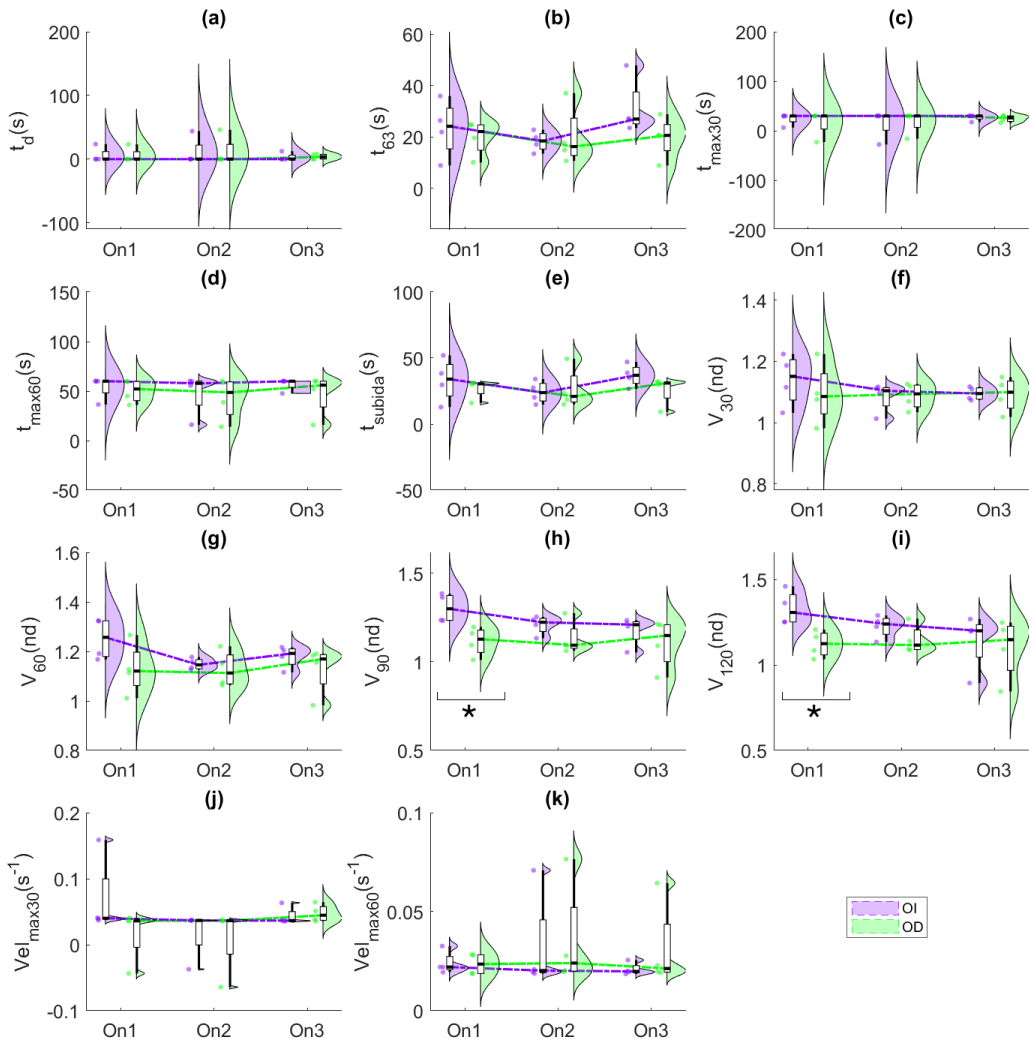 (a) (b) (c)
200 60 200
t_d(s) t_63(s) t_max30(s)
100 40 100
0 20 0
0 -100
-100 -200
On1 On2 On3 On1 On2 On3 On1 On2 On3
(d) (e) (f)
150 100 1.4
t_max60(s) t_subida(s) V_30(nd)
100 50 1.2
50 0 1
0
-50 -50 0.8
On1 On2 On3 On1 On2 On3 On1 On2 On3
(g) (h) (i)
1.6 1.5 1.5
V_60(nd) V_90(nd) V_120(nd)
1.4
1.2 1 1
1
* *
0.8 0.5 0.5
On1 On2 On3 On1 On2 On3 On1 On2 On3
(j) (k)
0.2 0.1
Vel_max30(s^-1) Vel_max60(s^-1)
0.1 0.05
0
-0.1 0
On1 On2 On3 On1 On2 On3
OI
OD